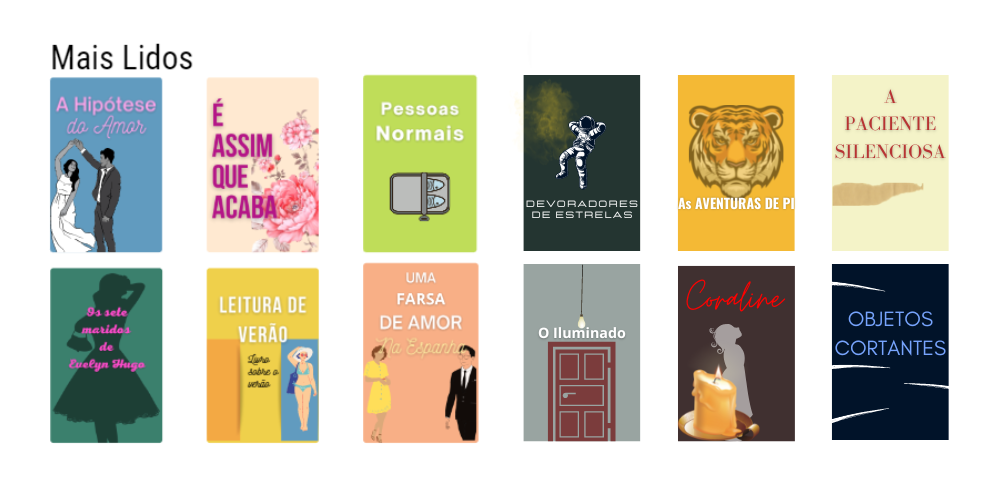 Mais Lidos
A Hipótese
do Amor
É
ASSIM
QUE
ACABA
Pessoas
Normais
DEVORADORES
DE ESTRELAS
As AVENTURAS DE PI
A
PACIENTE
SILENCIOSA
Os sete
maridos
de
Evelyn Hugo
LEITURA DE
VERÃO
Livro
sobre o
verão
UMA
FARSA
DE AMOR
Na Espanha
O Iluminado
Coraline
OBJETOS
CORTANTES